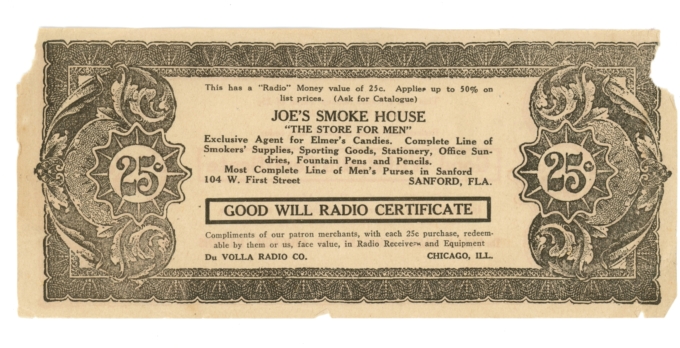 This has a "Radio" Money value of 25c. Applies up to 50% on
list prices. (Ask for Catalogue)
JOE'S SMOKE HOUSE
"THE STORE FOR MEN"
Exclusive Agent for Elmer's Candies. Complete Line of
Smokers' Supplies, Sporting Goods, Stationery, Office Sun-
dries, Fountain Pens and Pencils.
Most Complete Line of Men's Purses in Sanford
104 W. First Street SANFORD, FLA.
25c
25c
GOOD WILL RADIO CERTIFICATE
Compliments of our patron merchants, with each 25c purchase, redeem-
able by them or us, face value, in Radio Receivers and Equipment
Du VOLLA RADIO CO. CHICAGO, ILL.